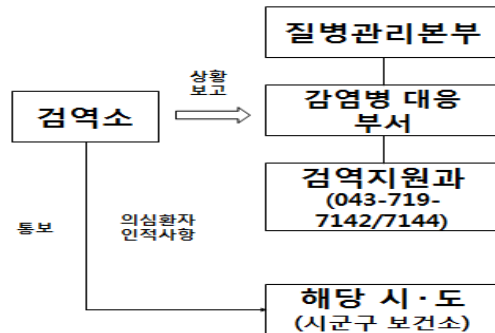 질병관리본부
상황
보고
검역소
감염병 대응
부서
검역지원과
(043-719-
7142/7144)
통보
의심환자
인적사항
해당 시·도
(시군구 보건소)